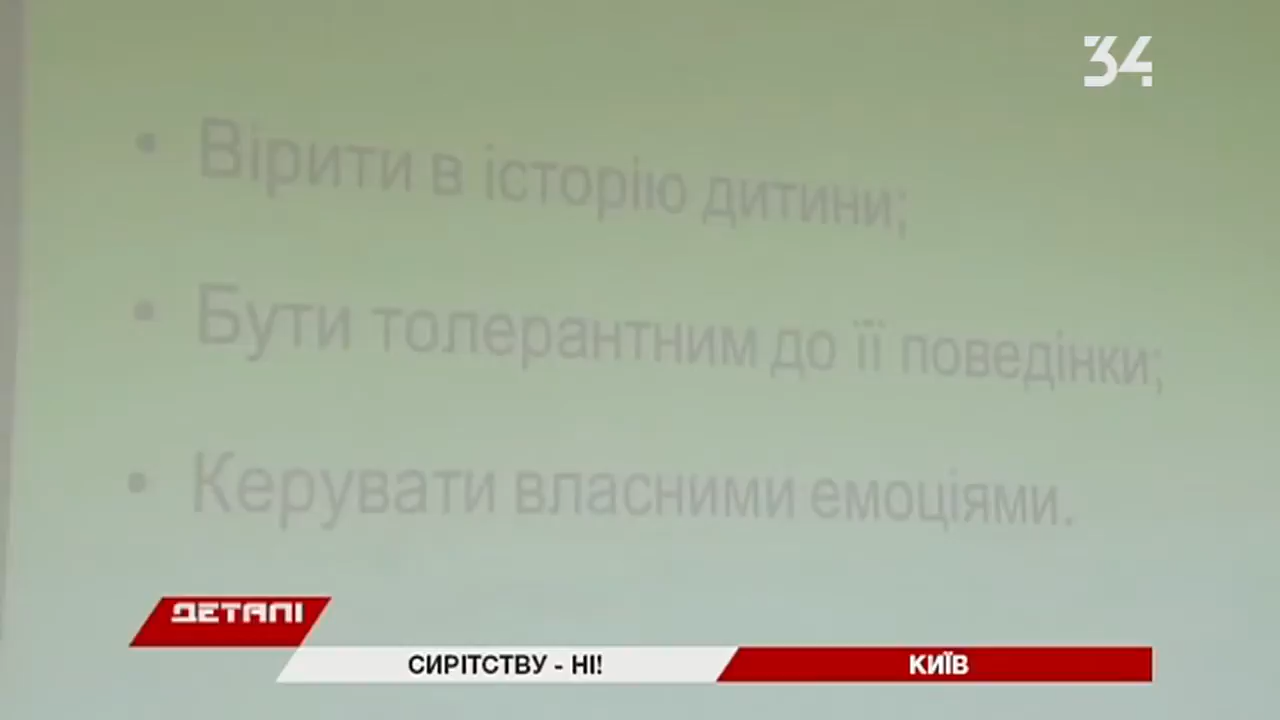 34
• Вірити в історію дитини;
• Бути толерантним до її поведінки;
• Керувати власними емоціями.
ДЕТАЛІ
СИРІТСТВУ - НІ!
КИЇВ